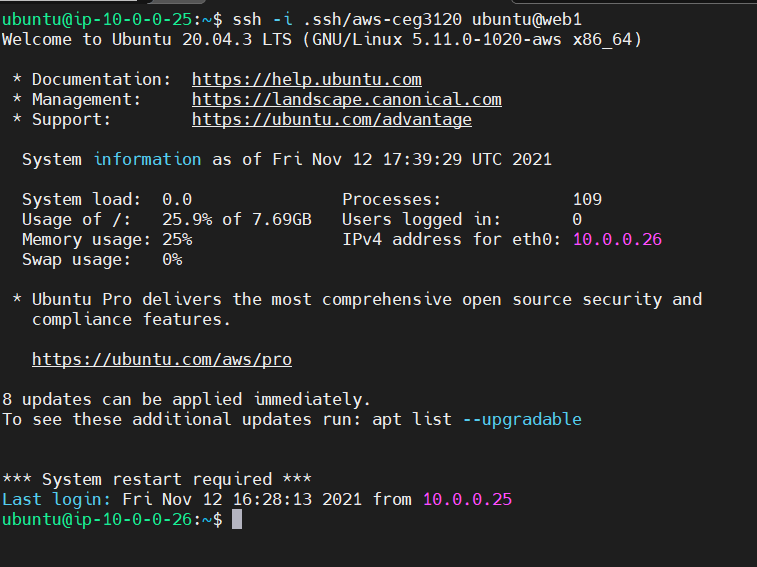 ubuntu@ip-10-0-0-25:~$ ssh -i .ssh/aws-ceg3120 ubuntu@web1
Welcome to Ubuntu 20.04.3 LTS (GNU/Linux 5.11.0-1020-aws x86_64)

 * Documentation:  https://help.ubuntu.com
 * Management:     https://landscape.canonical.com
 * Support:        https://ubuntu.com/advantage

  System information as of Fri Nov 12 17:39:29 UTC 2021

  System load:  0.0               Processes:             109
  Usage of /:   25.9% of 7.69GB   Users logged in:       0
  Memory usage: 25%               IPv4 address for eth0: 10.0.0.26
  Swap usage:   0%

 * Ubuntu Pro delivers the most comprehensive open source security and
   compliance features.

   https://ubuntu.com/aws/pro

8 updates can be applied immediately.
To see these additional updates run: apt list --upgradable


*** System restart required ***
Last login: Fri Nov 12 16:28:13 2021 from 10.0.0.25
ubuntu@ip-10-0-0-26:~$